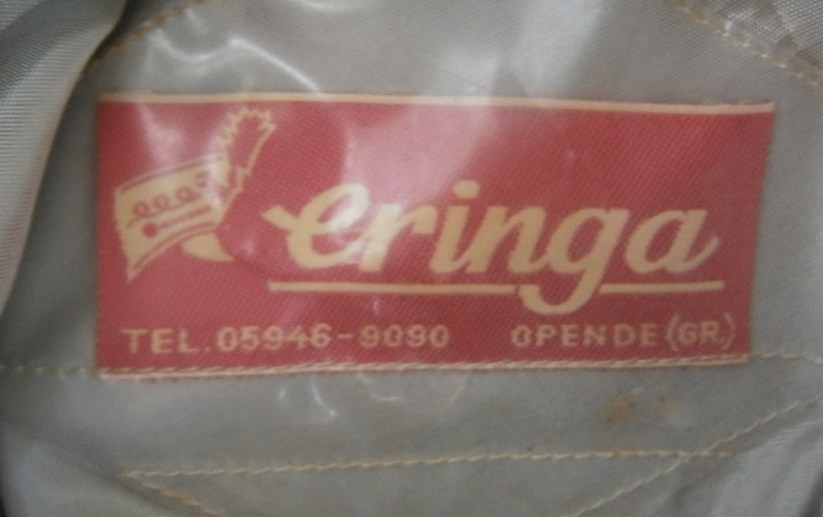 eringa
TEL. 05946-9090 OPENDE (GR.)